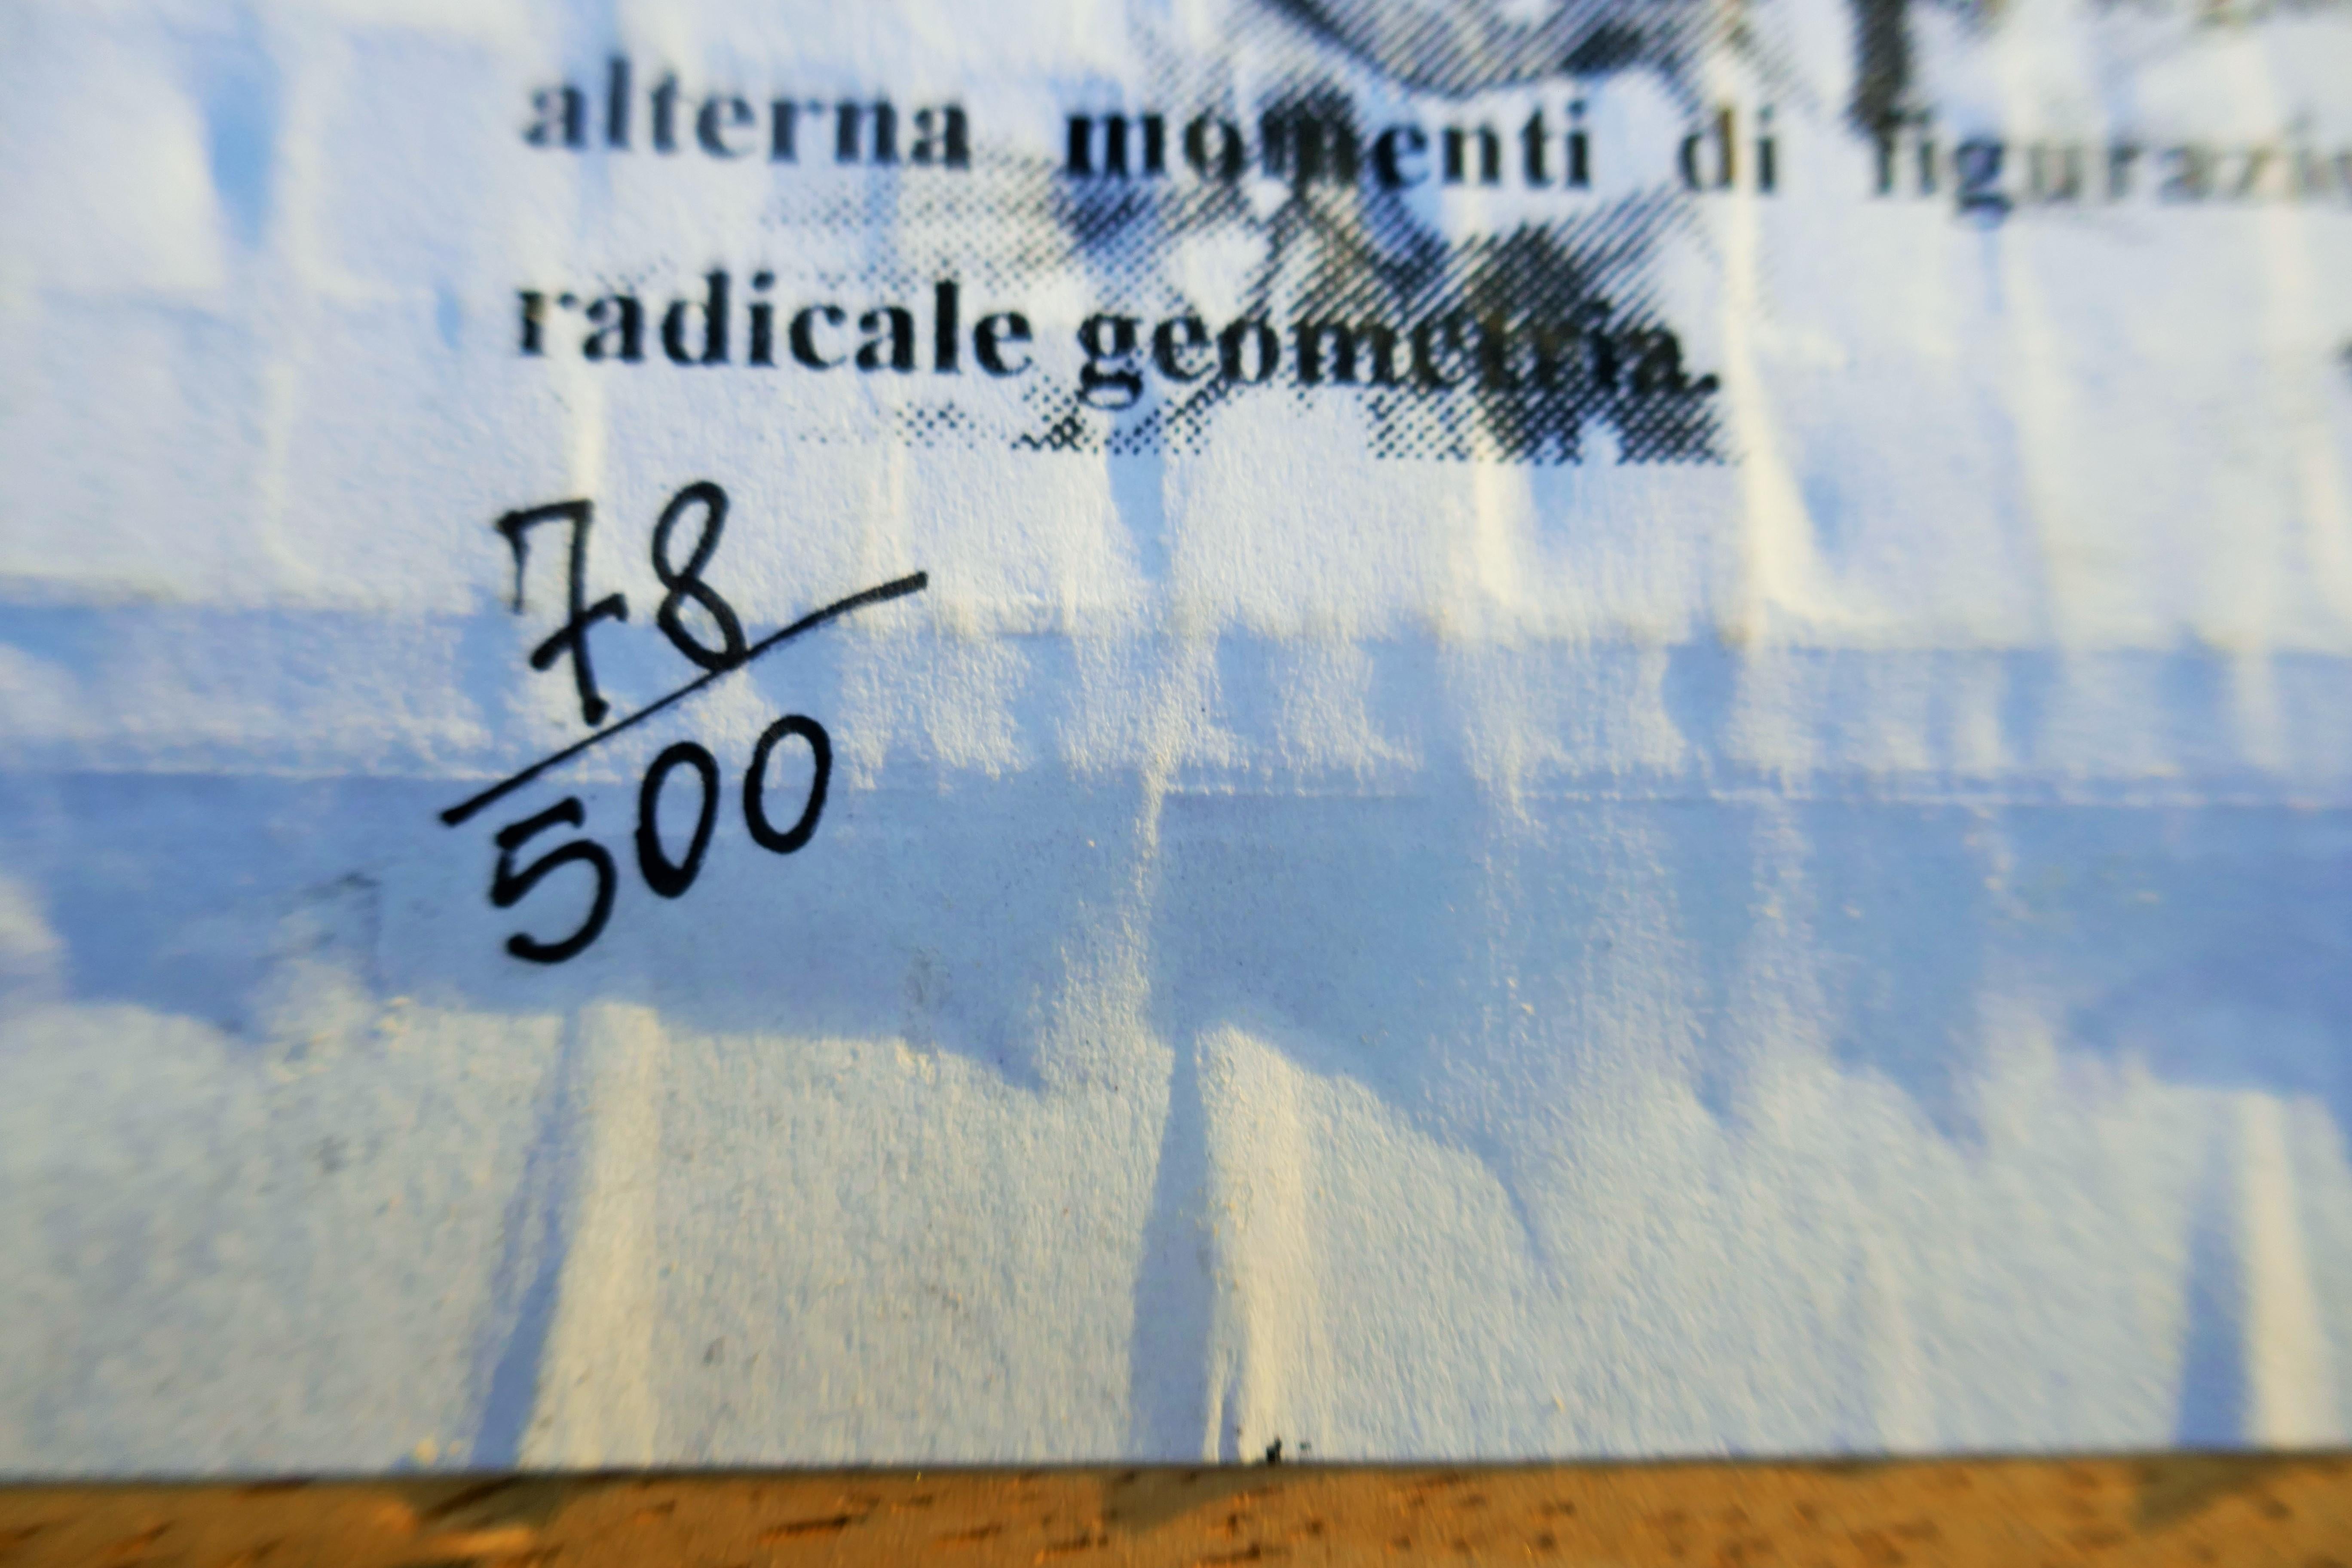 alterna momenti di
radicale geometria.
78
500